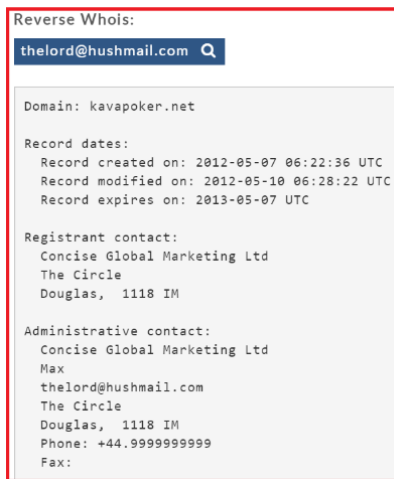 Reverse Whois:
thelord@hushmail.com
Domain: kavapoker.net
Record dates:
Record created on: 2012-05-07 06:22:36 UTC
Record modified on: 2012-05-10 06:28:22 UTC
Record expires on: 2013-05-07 UTC
Registrant contact:
Concise Global Marketing Ltd
The Circle
Douglas, 1118 IM
Administrative contact:
Concise Global Marketing Ltd
Max
thelord@hushmail.com
The Circle
Douglas, 1118 IM
Phone: +44.9999999999
Fax: